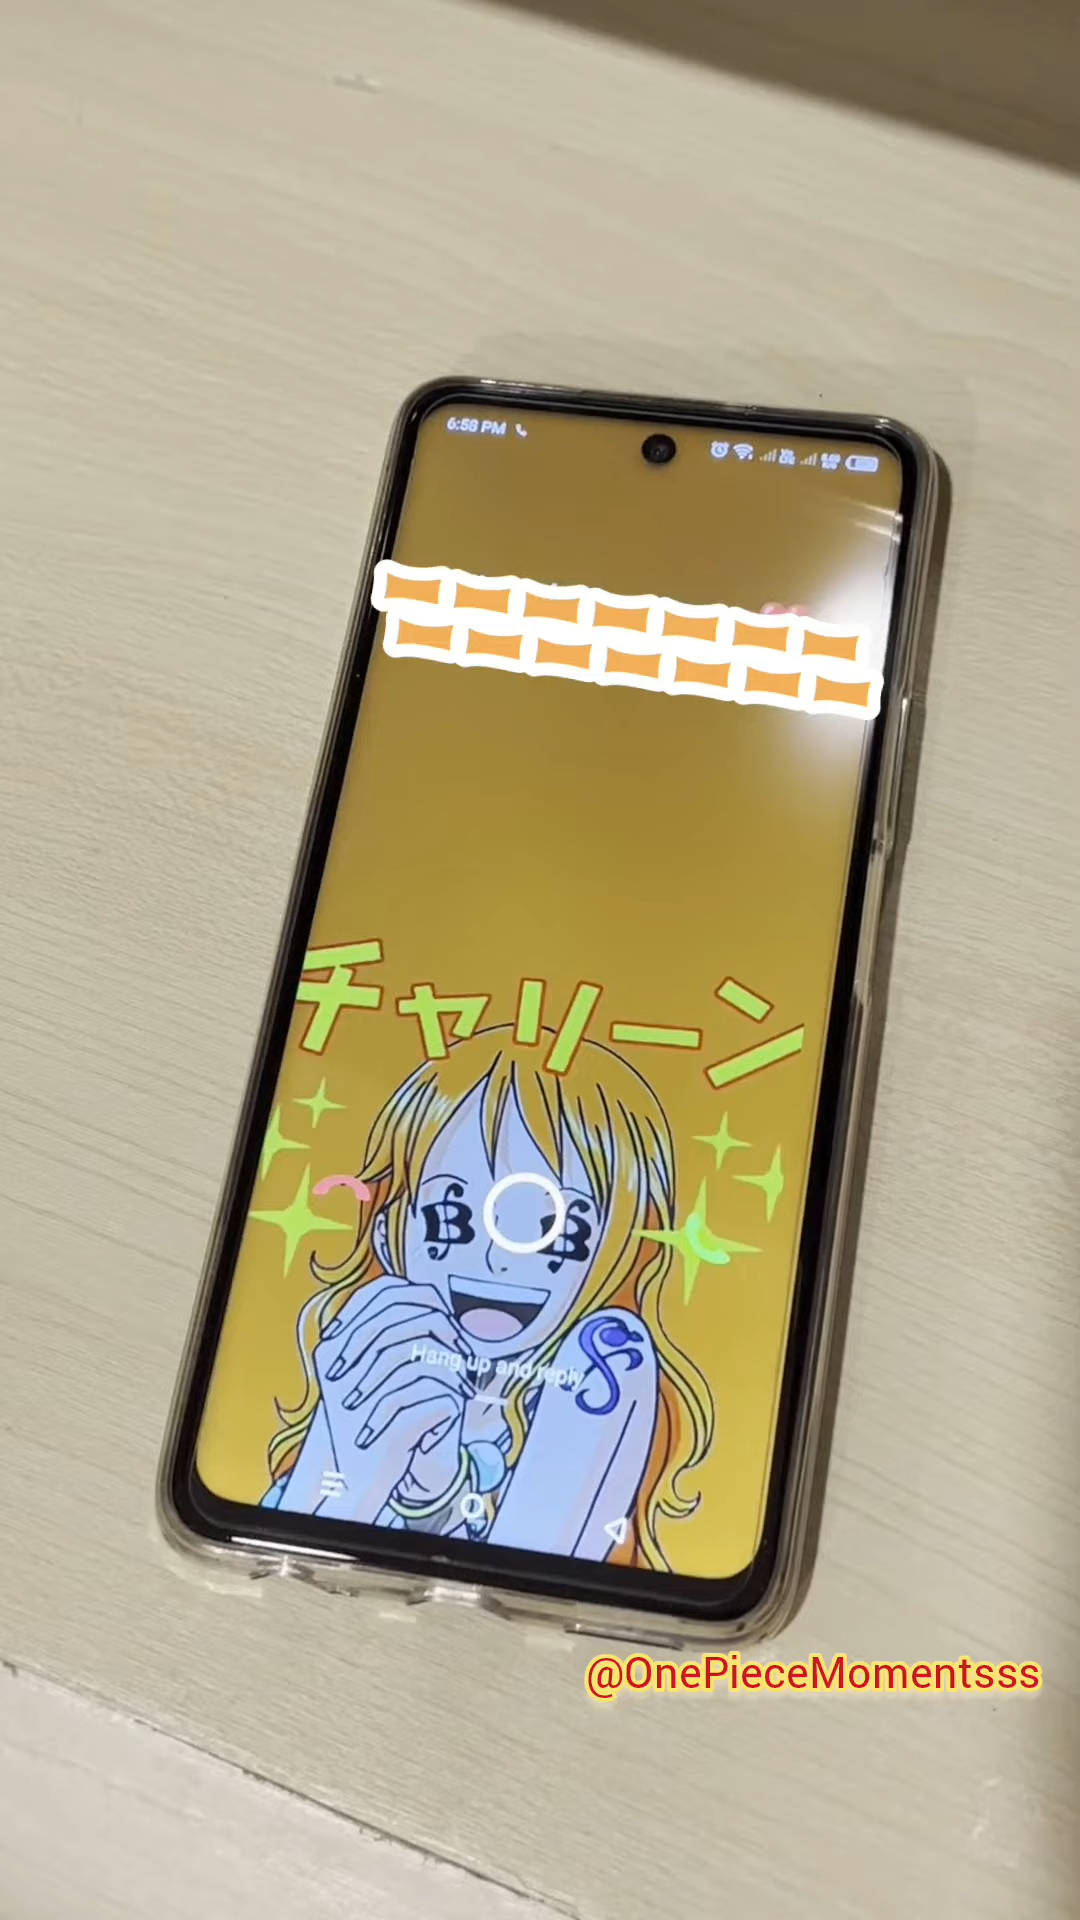 6:58 PM
チャリーン
Hang up and reply
@OnePieceMomentsss